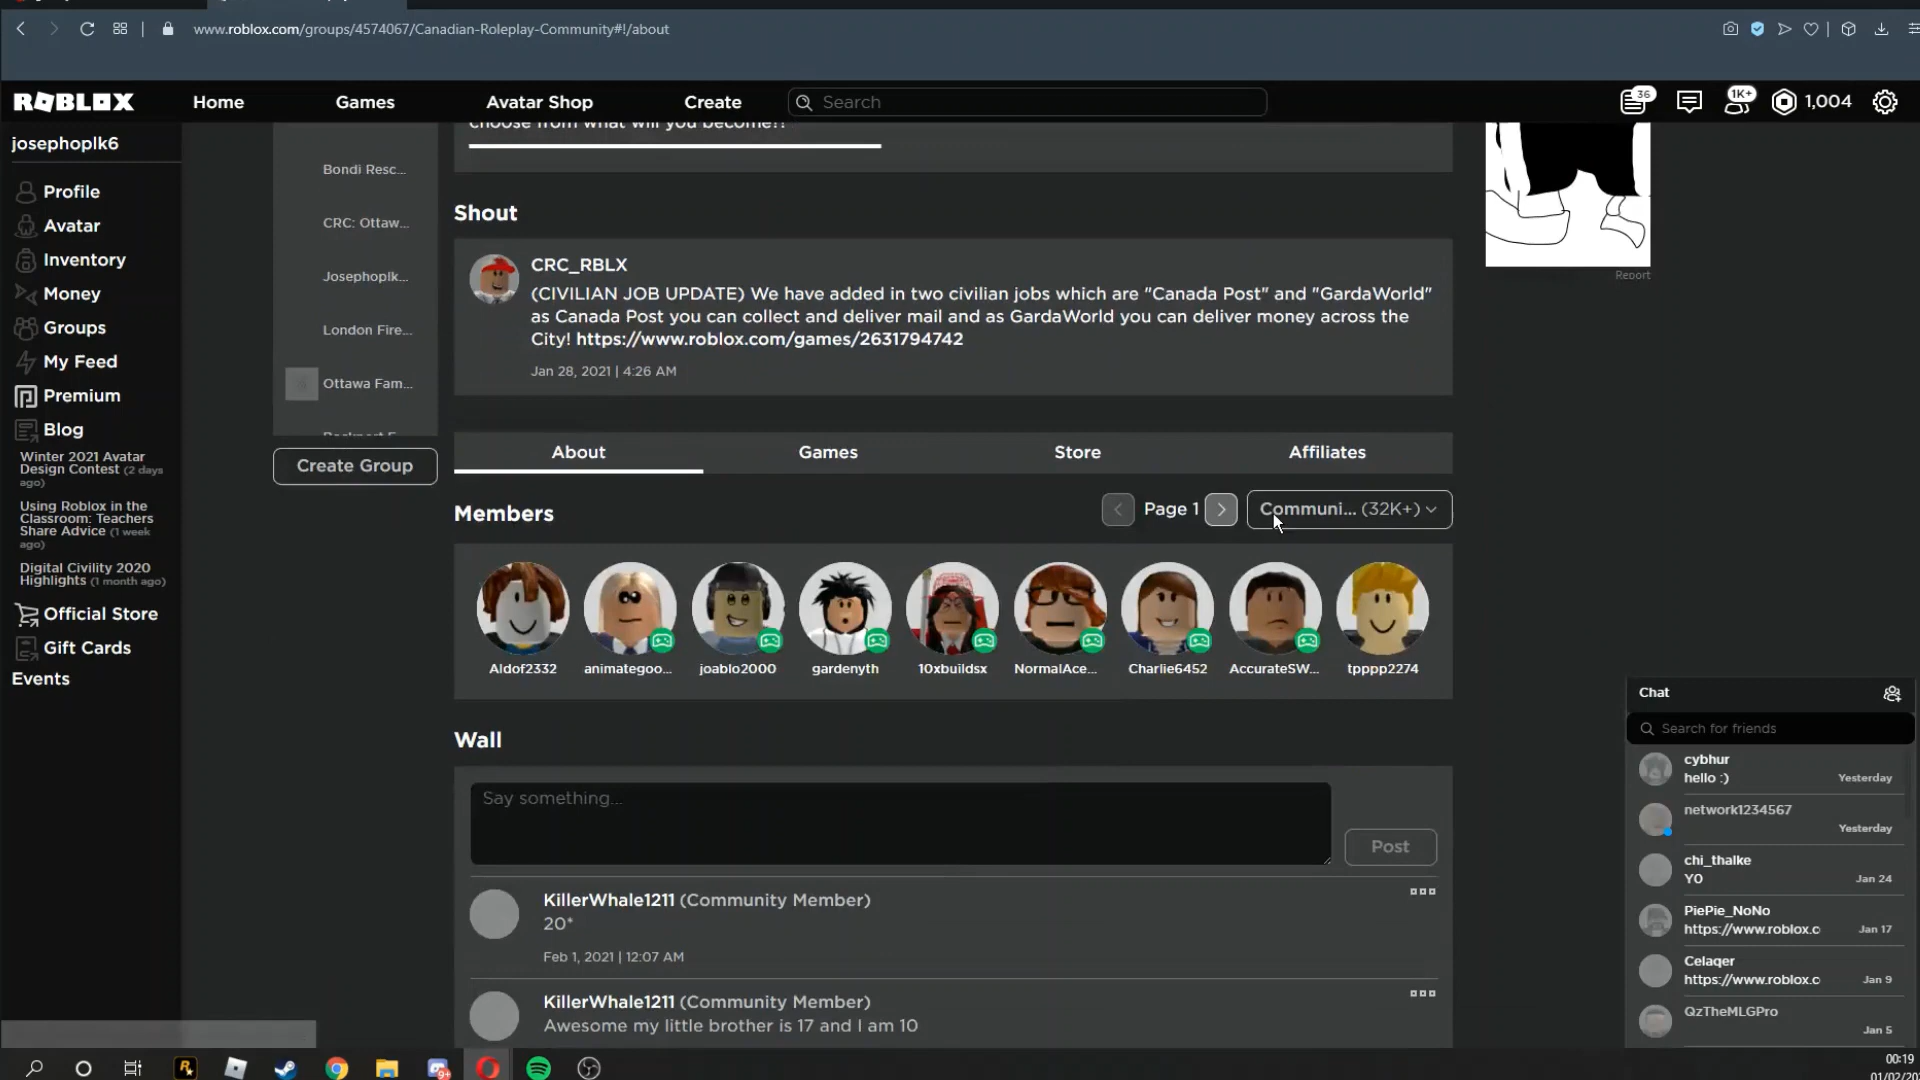 www.roblox.com/groups/4574067/Canadian-Roleplay-Community#!/about
ROBLOX
Home
Games
Avatar Shop
Create
Search
36
1K+
1,004
josephoplk6
Profile
Avatar
Inventory
Money
Groups
My Feed
Premium
Blog
Winter 2021 Avatar
Design Contest (2 days
ago)
Using Roblox in the
Classroom: Teachers
Share Advice (1 week
ago)
Digital Civility 2020
Highlights (1 month ago)
Official Store
Gift Cards
Events
Bondi Resc...
CRC: Ottaw...
Josephoplk...
London Fire...
Ottawa Fam...
Create Group
choose from what will you become!!
Shout
CRC_RBLX
(CIVILIAN JOB UPDATE) We have added in two civilian jobs which are "Canada Post" and "GardaWorld"
as Canada Post you can collect and deliver mail and as GardaWorld you can deliver money across the
City! https://www.roblox.com/games/2631794742
Jan 28, 2021 | 4:26 AM
Report
About
Games
Store
Affiliates
Members
Page 1
Communi... (32K+)
Aldof2332
animategoo...
joablo2000
gardenyth
10xbuildsx
NormalAce...
Charlie6452
AccurateSW...
tpppp2274
Wall
Say something...
Post
KillerWhale1211 (Community Member)
20*
Feb 1, 2021 | 12:07 AM
KillerWhale1211 (Community Member)
Awesome my little brother is 17 and I am 10
Chat
Search for friends
cybhur
hello :)
Yesterday
network1234567
Yesterday
chi_thalke
YO
Jan 24
PiePie_NoNo
https://www.roblox.c
Jan 17
Celaqer
https://www.roblox.c
Jan 9
QzTheMLGPro
Jan 5
9+
00:19
01/02/20